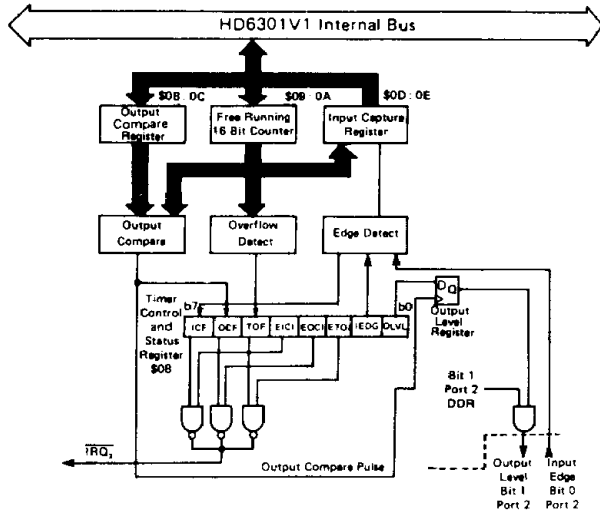 HD6301V1 Internal Bus
$0B:0C
$09:0A
$0D:0E
Output
Compare
Register
Free Running
16 Bit Counter
Input Capture
Register
Output
Compare
Overflow
Detect
Edge Detect
Timer
Control
and
Status
Register
$08
b7
b0
ICF OCF TOF EICI EOCI ETOI IEDG OLVL
D Q
Output
Level
Register
Bit 1
Port 2
DDR
IRQ₂
Output Compare Pulse
Output
Level
Bit 1
Port 2
Input
Edge
Bit 0
Port 2